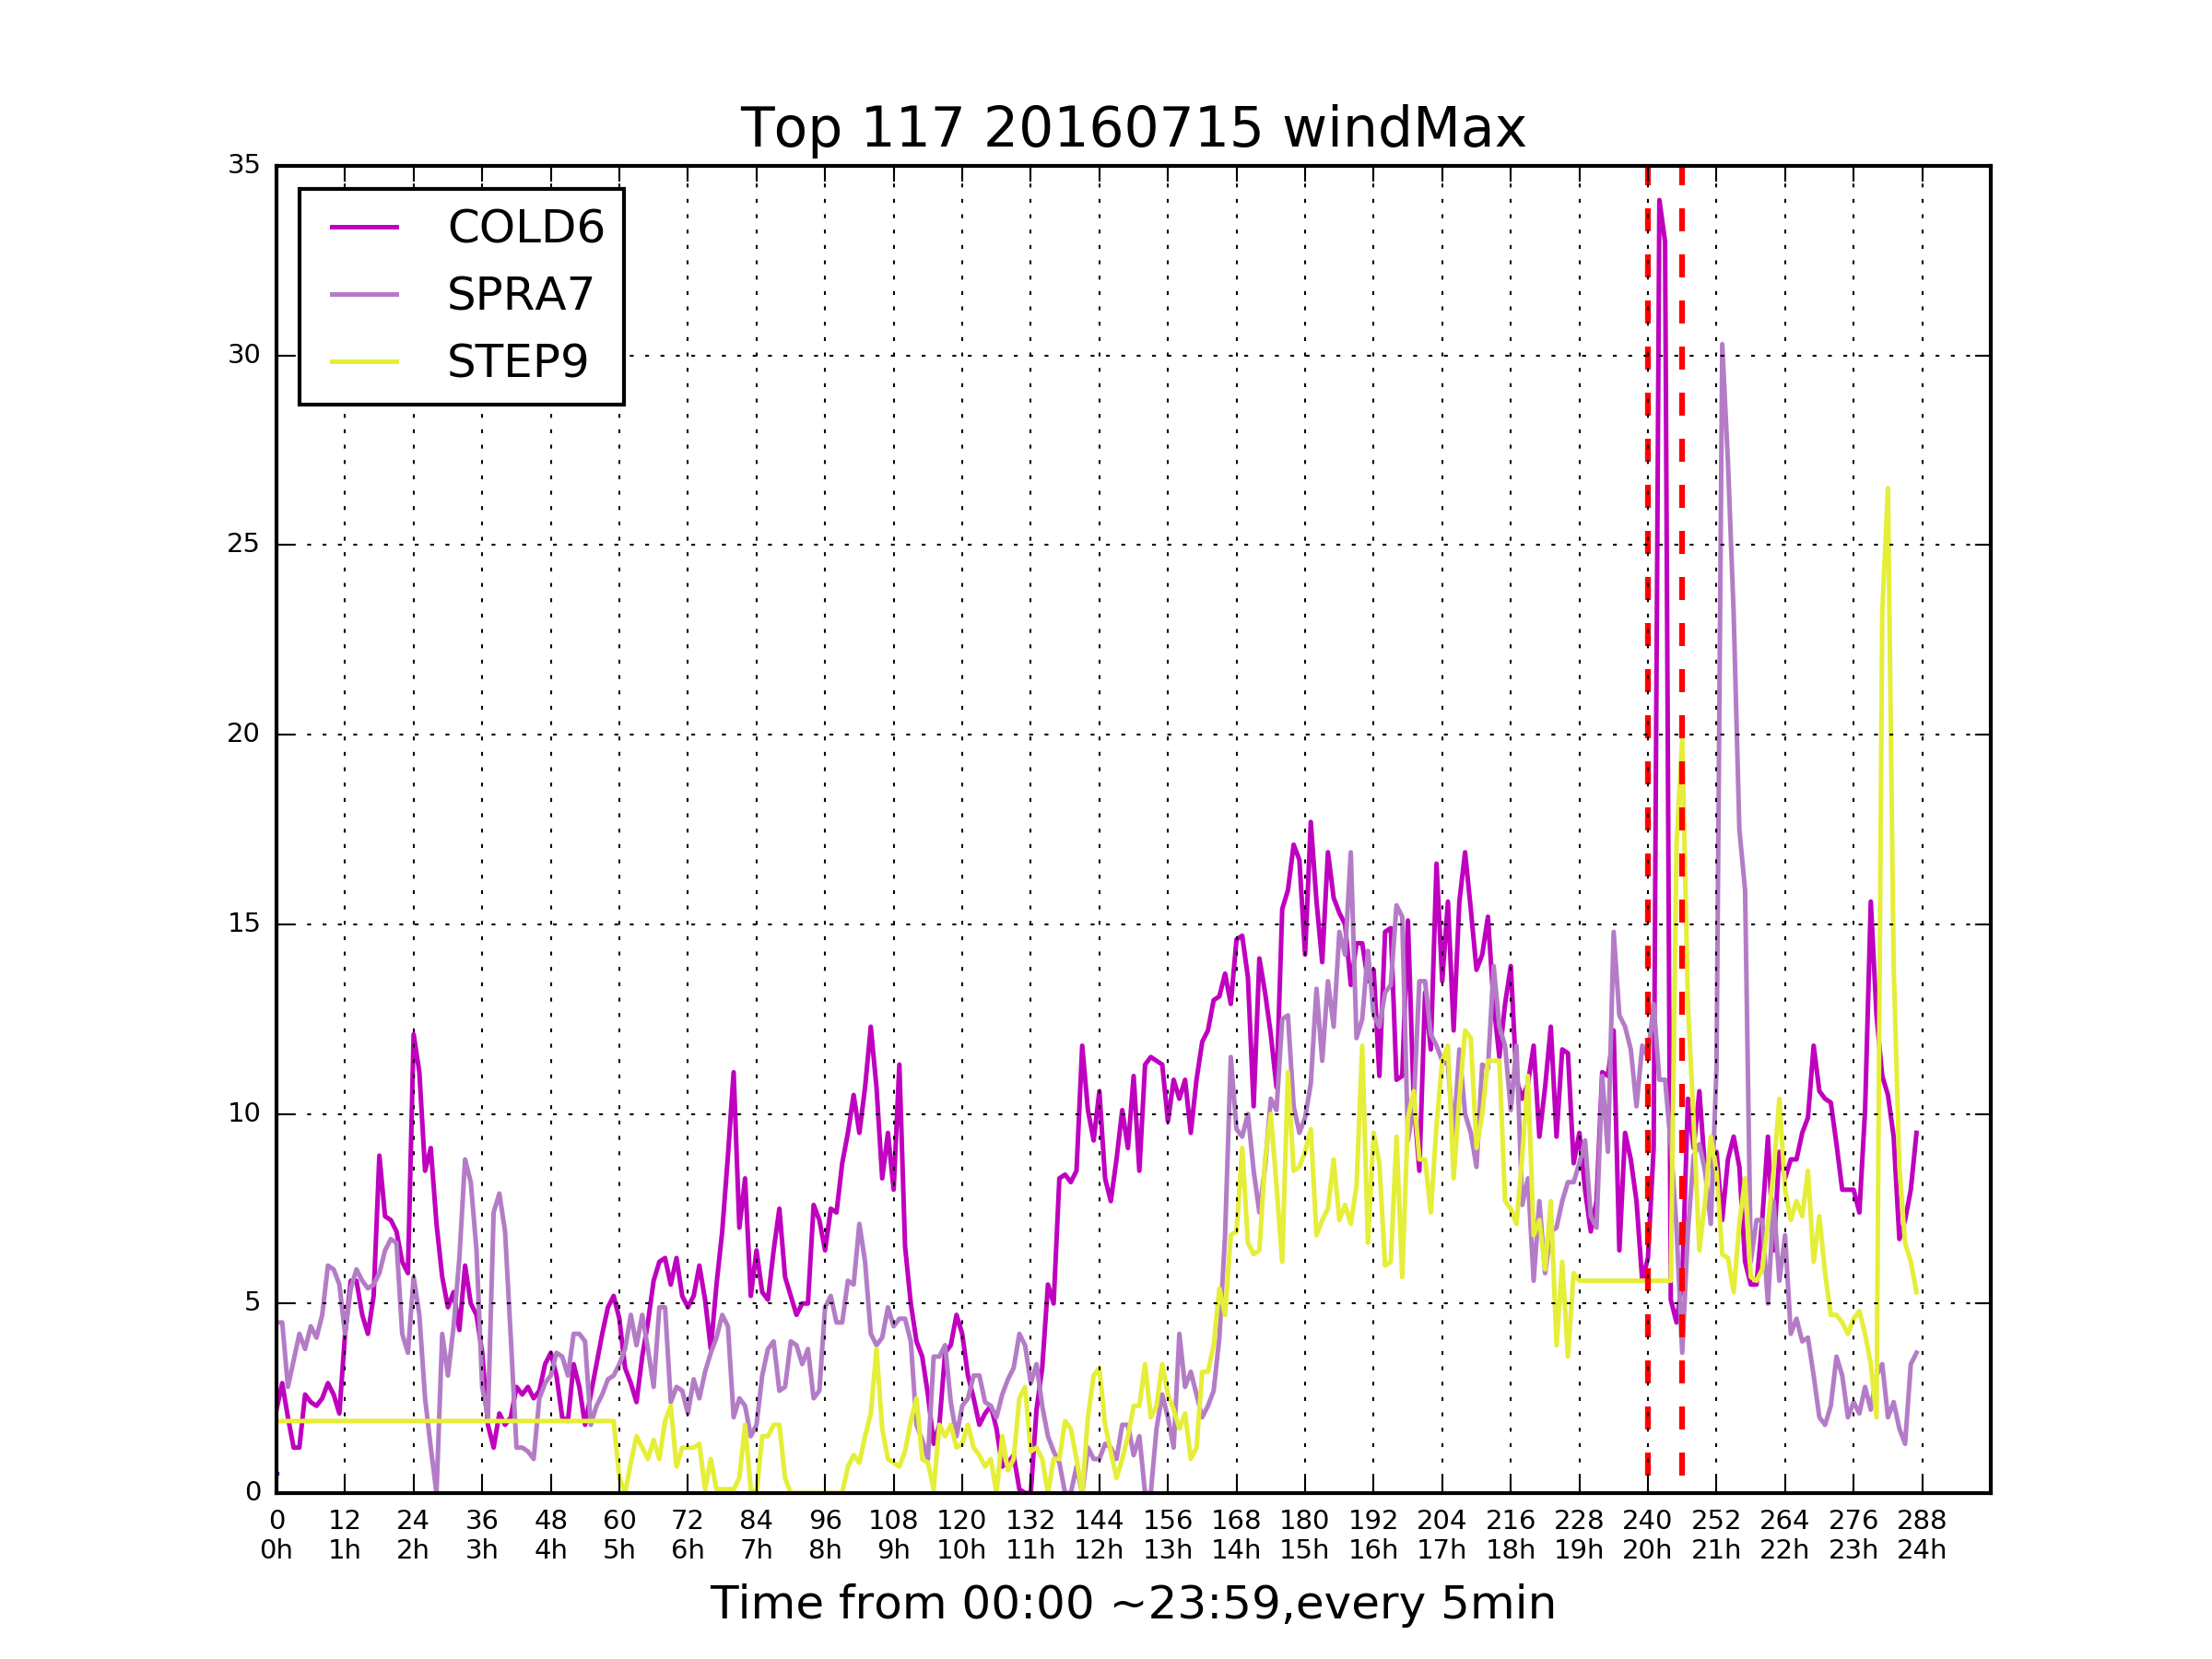 Top 117 20160715 windMax
35
30
25
20
15
10
5
0
COLD6
SPRA7
STEP9
0 12 24 36 48 60 72 84 96 108 120 132 144 156 168 180 192 204 216 228 240 252 264 276 288
0h 1h 2h 3h 4h 5h 6h 7h 8h 9h 10h 11h 12h 13h 14h 15h 16h 17h 18h 19h 20h 21h 22h 23h 24h
Time from 00:00 ~23:59,every 5min